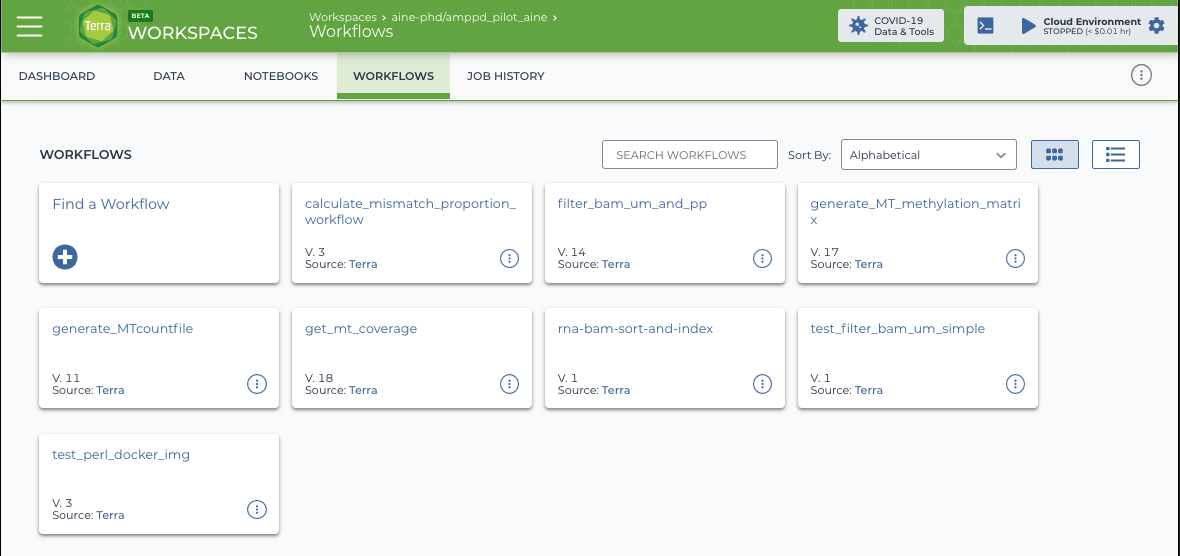 Terra
BETA
WORKSPACES
Workspaces › aine-phd/amppd_pilot_aine ›
Workflows
COVID-19
Data & Tools
Cloud Environment
STOPPED (< $0.01 hr)
DASHBOARD
DATA
NOTEBOOKS
WORKFLOWS
JOB HISTORY
WORKFLOWS
SEARCH WORKFLOWS
Sort By:
Alphabetical
Find a Workflow
calculate_mismatch_proportion_
workflow
V. 3
Source: Terra
filter_bam_um_and_pp
V. 14
Source: Terra
generate_MT_methylation_matri
x
V. 17
Source: Terra
generate_MTcountfile
V. 11
Source: Terra
get_mt_coverage
V. 18
Source: Terra
rna-bam-sort-and-index
V. 1
Source: Terra
test_filter_bam_um_simple
V. 1
Source: Terra
test_perl_docker_img
V. 3
Source: Terra